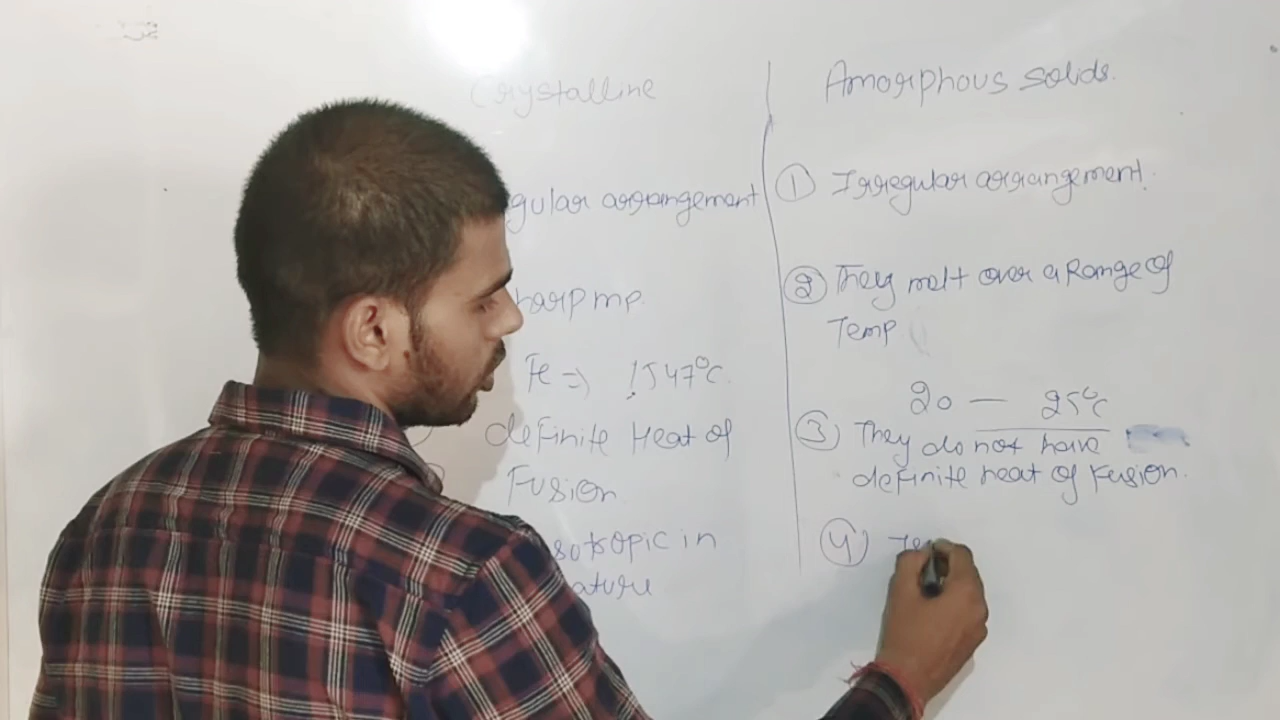 Crystalline
gular arrangement
harp mp.
Fe => 1547°C.
definite Heat of
Fusion.
sotropic in
ature
Amorphous solids.
① Irregular arrangement.
② They melt over a Range of
Temp.
20 — 25°C
③ They do not have
definite heat of Fusion.
④